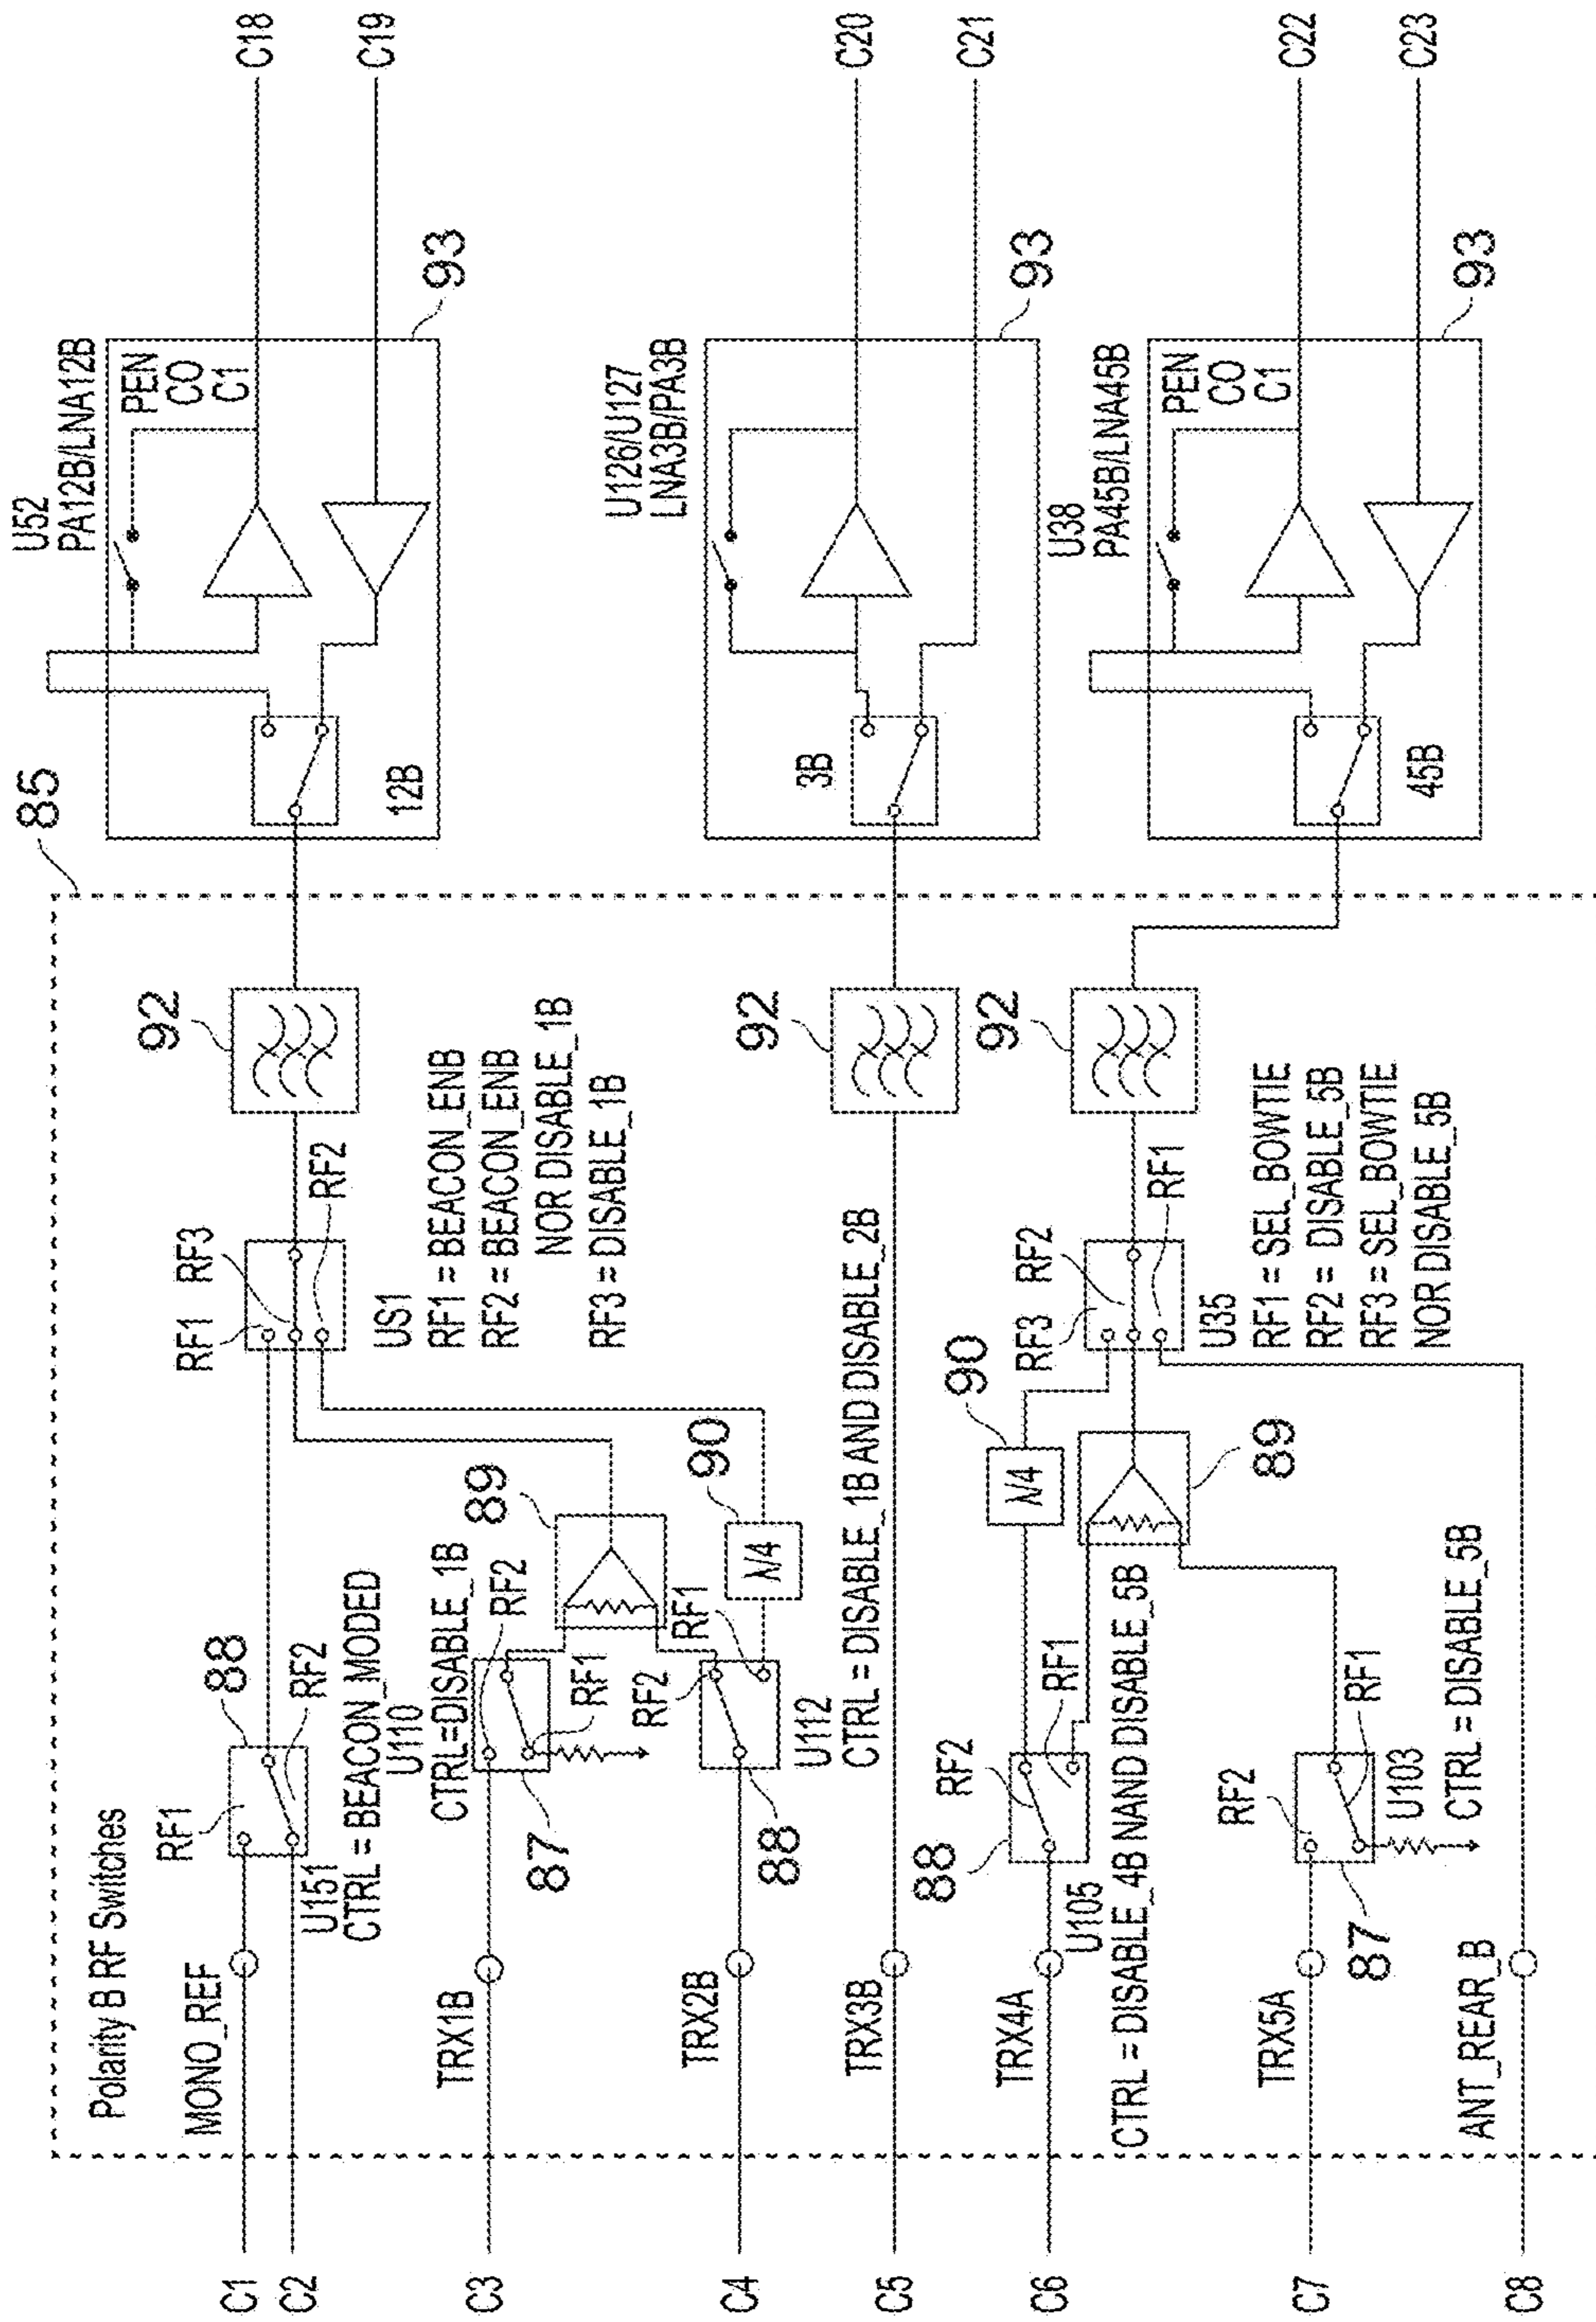 85
Polarity B RF Switches
C1
MONO_REF
C2
RF1
RF2
88
U151
CTRL = BEACON_MODED
C3
TRX1B
U110
CTRL=DISABLE_1B
RF2
RF1
87
89
C4
TRX2B
RF2
RF1
88
U112
CTRL = DISABLE_1B AND DISABLE_2B
90
λ/4
RF1
RF3
RF2
US1
RF1 = BEACON_ENB
RF2 = BEACON_ENB
NOR DISABLE_1B
RF3 = DISABLE_1B
92
U52
PA12B/LNA12B
PEN
CO
C1
12B
93
C18
C19
C5
TRX3B
92
U126/U127
LNA3B/PA3B
3B
93
C20
C21
C6
TRX4A
88
RF2
RF1
U105
CTRL = DISABLE_4B NAND DISABLE_5B
90
λ/4
89
C7
TRX5A
RF2
RF1
87
U103
CTRL = DISABLE_5B
C8
ANT_REAR_B
RF3
RF2
RF1
U35
RF1 = SEL_BOWTIE
RF2 = DISABLE_5B
RF3 = SEL_BOWTIE
NOR DISABLE_5B
92
U38
PA45B/LNA45B
PEN
CO
C1
45B
93
C22
C23